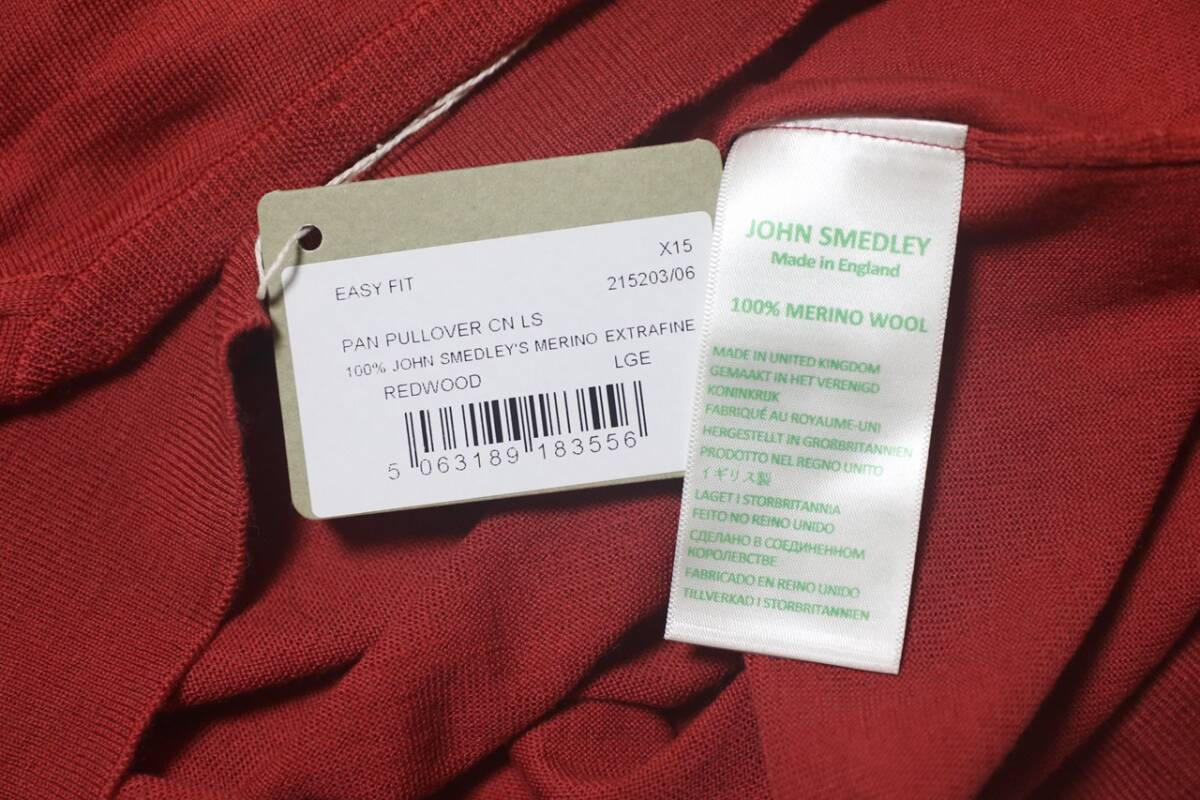 EASY FIT
X15
215203/06
PAN PULLOVER CN LS
100% JOHN SMEDLEY'S MERINO EXTRAFINE
REDWOOD
LGE
5 063189 183556
JOHN SMEDLEY
Made in England
100% MERINO WOOL
MADE IN UNITED KINGDOM
GEMAAKT IN HET VERENIGD
KONINKRIJK
FABRIQUÉ AU ROYAUME-UNI
HERGESTELLT IN GROßBRITANNIEN
PRODOTTO NEL REGNO UNITO
イギリス製
LAGET I STORBRITANNIA
FEITO NO REINO UNIDO
СДЕЛАНО В СОЕДИНЕННОМ
КОРОЛЕВСТВЕ
FABRICADO EN REINO UNIDO
TILLVERKAD I STORBRITANNIEN